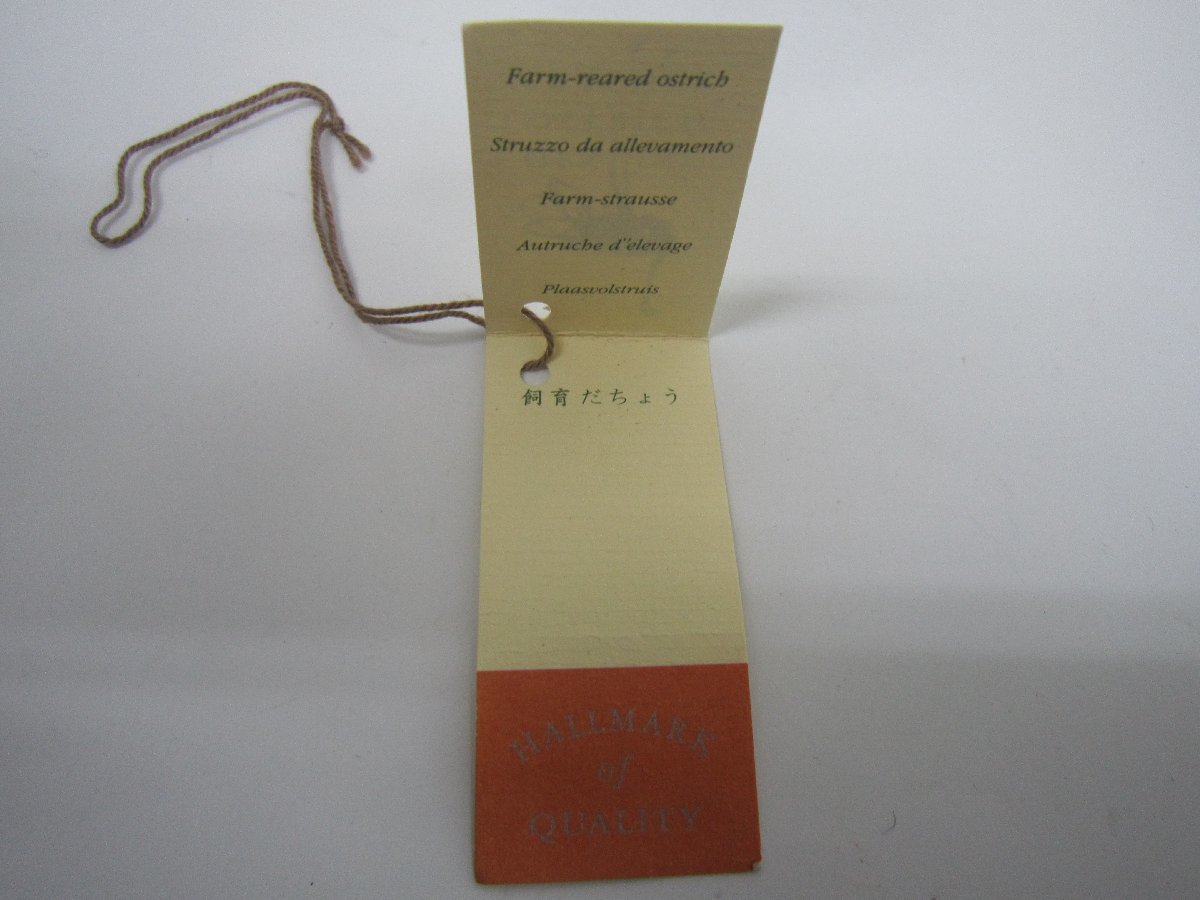 Farm-reared ostrich
Struzzo da allevamento
Farm-strausse
Autruche d'elevage
Plaasvolstruis
飼育だちょう
HALLMARK
of
QUALITY